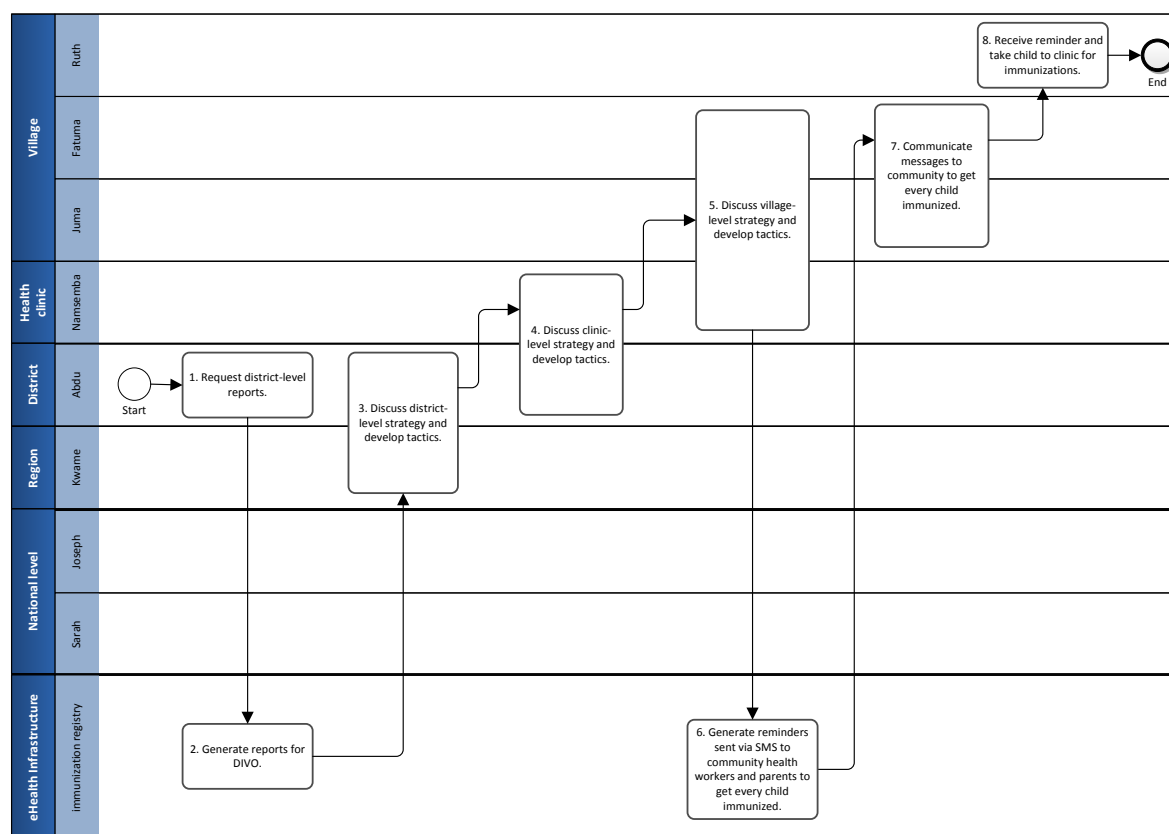 Village
Ruth
8. Receive reminder and
take child to clinic for
immunizations.
End
Fatuma
7. Communicate
messages to
community to get
every child
immunized.
Juma
5. Discuss village-
level strategy and
develop tactics.
Health
clinic
Namsemba
4. Discuss clinic-
level strategy and
develop tactics.
District
Abdu
Start
1. Request district-level
reports.
3. Discuss district-
level strategy and
develop tactics.
Region
Kwame
National level
Joseph
Sarah
eHealth Infrastructure
immunization registry
2. Generate reports for
DIVO.
6. Generate reminders
sent via SMS to
community health
workers and parents to
get every child
immunized.